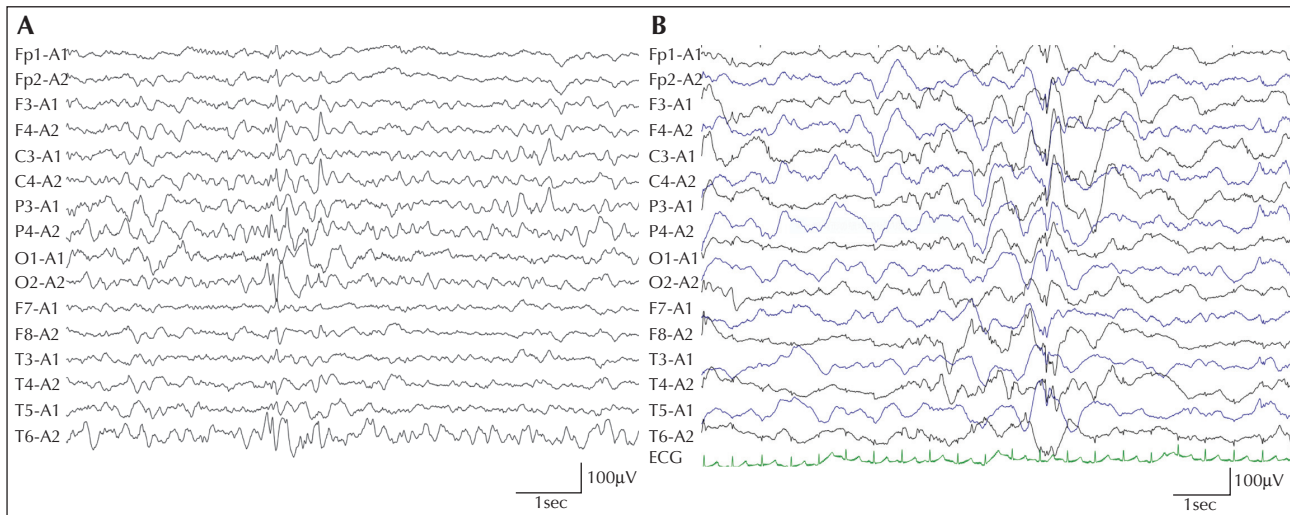 A
Fp1-A1
Fp2-A2
F3-A1
F4-A2
C3-A1
C4-A2
P3-A1
P4-A2
O1-A1
O2-A2
F7-A1
F8-A2
T3-A1
T4-A2
T5-A1
T6-A2
100μV
1sec
B
Fp1-A1
Fp2-A2
F3-A1
F4-A2
C3-A1
C4-A2
P3-A1
P4-A2
O1-A1
O2-A2
F7-A1
F8-A2
T3-A1
T4-A2
T5-A1
T6-A2
ECG
100μV
1sec